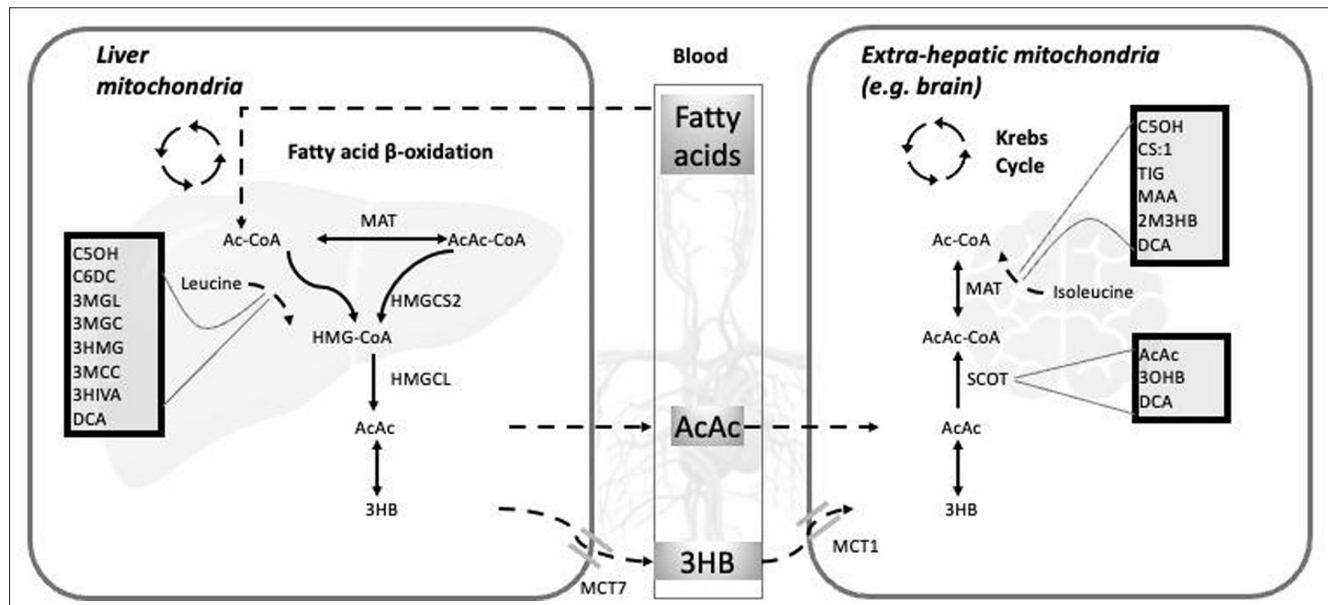 Liver
mitochondria
Fatty acid β-oxidation
MAT
Ac-CoA
AcAc-CoA
C5OH
C6DC
3MGL
3MGC
3HMG
3MCC
3HIVA
DCA
Leucine
HMGCS2
HMG-CoA
HMGCL
AcAc
3HB
MCT7
Blood
Fatty
acids
AcAc
3HB
Extra-hepatic mitochondria
(e.g. brain)
Krebs
Cycle
C5OH
CS:1
TIG
MAA
2M3HB
DCA
Ac-CoA
MAT
Isoleucine
AcAc-CoA
SCOT
AcAc
3OHB
DCA
AcAc
3HB
MCT1